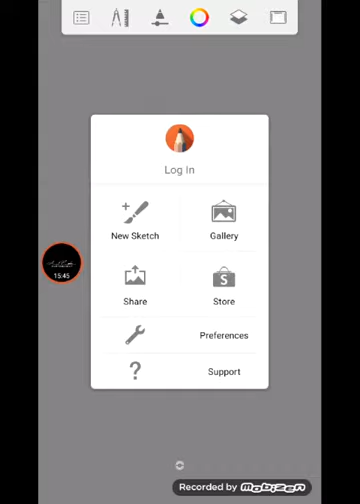 Log In
New Sketch
Gallery
15:45
Share
S
Store
Preferences
?
Support
Recorded by mobizen